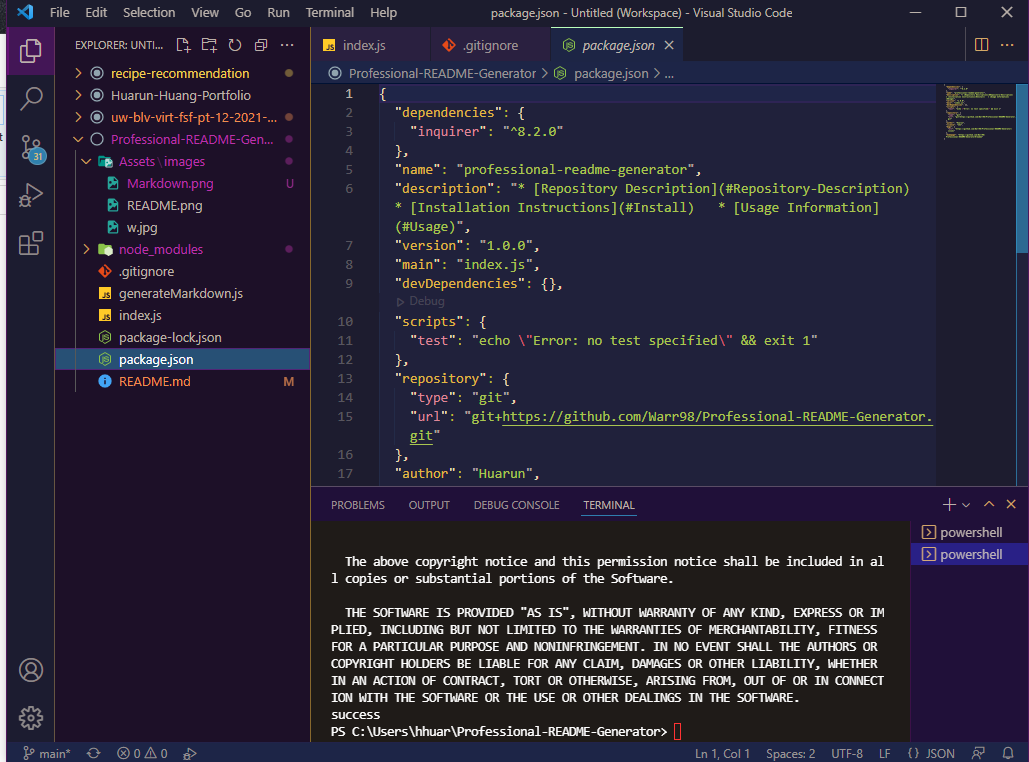 File Edit Selection View Go Run Terminal Help package.json - Untitled (Workspace) - Visual Studio Code
EXPLORER: UNTI...
recipe-recommendation
Huarun-Huang-Portfolio
uw-blv-virt-fsf-pt-12-2021-...
Professional-README-Gen...
Assets \ images
Markdown.png U
README.png
w.jpg
node_modules
.gitignore
generateMarkdown.js
index.js
package-lock.json
package.json
README.md M
31
JS index.js .gitignore package.json
Professional-README-Generator > package.json > ...
1 {
2 "dependencies": {
3 "inquirer": "^8.2.0"
4 },
5 "name": "professional-readme-generator",
6 "description": "* [Repository Description](#Repository-Description)
* [Installation Instructions](#Install) * [Usage Information]
(#Usage)",
7 "version": "1.0.0",
8 "main": "index.js",
9 "devDependencies": {},
Debug
10 "scripts": {
11 "test": "echo \"Error: no test specified\" && exit 1"
12 },
13 "repository": {
14 "type": "git",
15 "url": "git+https://github.com/Warr98/Professional-README-Generator.
git"
16 },
17 "author": "Huarun",
PROBLEMS OUTPUT DEBUG CONSOLE TERMINAL
powershell
powershell
The above copyright notice and this permission notice shall be included in al
l copies or substantial portions of the Software.
THE SOFTWARE IS PROVIDED "AS IS", WITHOUT WARRANTY OF ANY KIND, EXPRESS OR IM
PLIED, INCLUDING BUT NOT LIMITED TO THE WARRANTIES OF MERCHANTABILITY, FITNESS
FOR A PARTICULAR PURPOSE AND NONINFRINGEMENT. IN NO EVENT SHALL THE AUTHORS OR
COPYRIGHT HOLDERS BE LIABLE FOR ANY CLAIM, DAMAGES OR OTHER LIABILITY, WHETHER
IN AN ACTION OF CONTRACT, TORT OR OTHERWISE, ARISING FROM, OUT OF OR IN CONNECT
ION WITH THE SOFTWARE OR THE USE OR OTHER DEALINGS IN THE SOFTWARE.
success
PS C:\Users\hhuar\Professional-README-Generator>
main* 0 0 Ln 1, Col 1 Spaces: 2 UTF-8 LF {} JSON